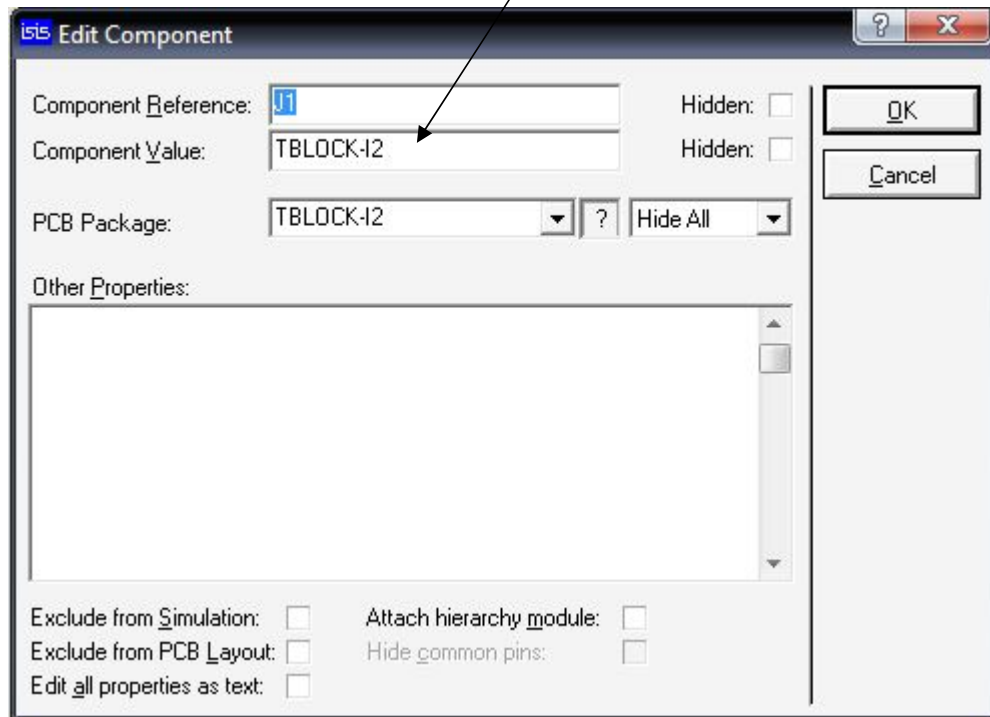 isis Edit Component ?
Component Reference: J1 Hidden: OK
Component Value: TBLOCK-I2 Hidden: Cancel
PCB Package: TBLOCK-I2 ? Hide All
Other Properties:
Exclude from Simulation: Attach hierarchy module:
Exclude from PCB Layout: Hide common pins:
Edit all properties as text: